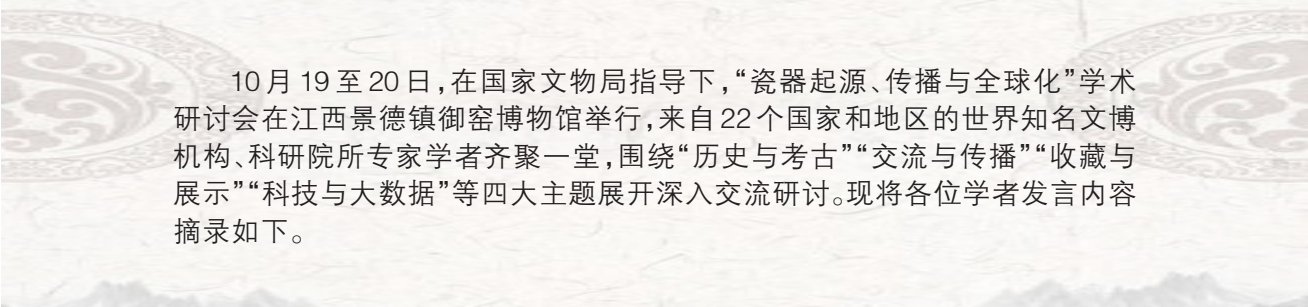 10月19至20日,在国家文物局指导下,“瓷器起源、传播与全球化”学术
研讨会在江西景德镇御窑博物馆举行,来自22个国家和地区的世界知名文博
机构、科研院所专家学者齐聚一堂,围绕“历史与考古”“交流与传播”“收藏与
展示”“科技与大数据”等四大主题展开深入交流研讨。现将各位学者发言内容
摘录如下。